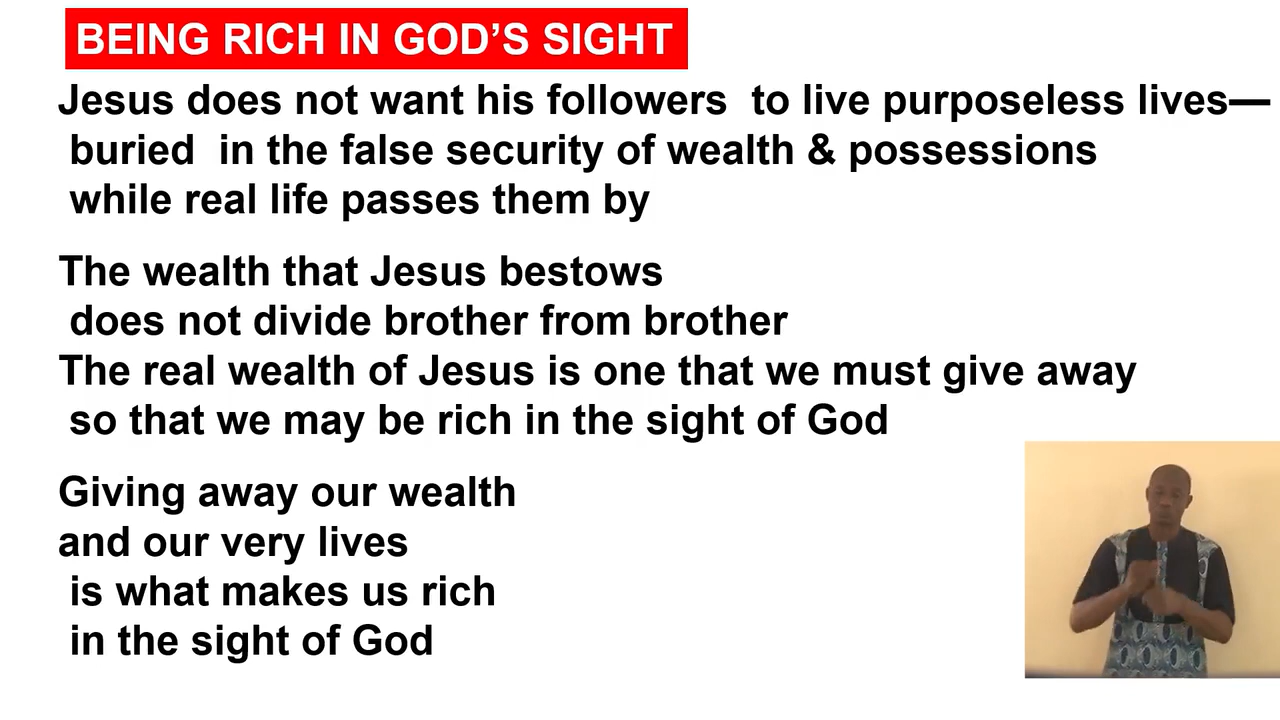 BEING RICH IN GOD’S SIGHT
Jesus does not want his followers to live purposeless lives—
buried in the false security of wealth & possessions
while real life passes them by
The wealth that Jesus bestows
does not divide brother from brother
The real wealth of Jesus is one that we must give away
so that we may be rich in the sight of God
Giving away our wealth
and our very lives
is what makes us rich
in the sight of God